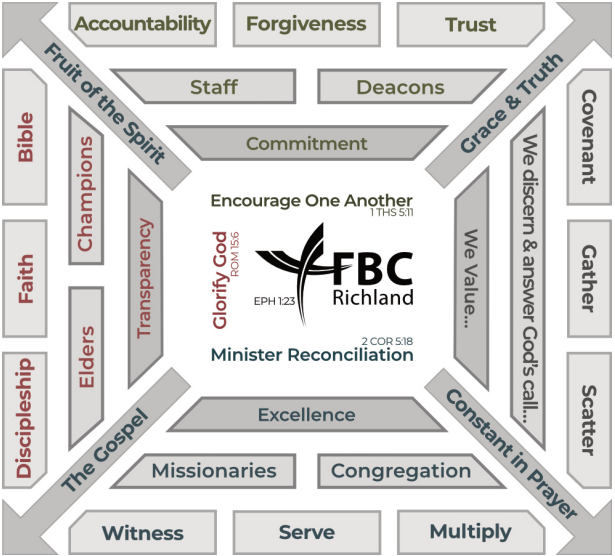 Accountability
Forgiveness
Trust
Fruit of the Spirit
Staff
Deacons
Grace & Truth
Commitment
Bible
Faith
Discipleship
Champions
Elders
Transparency
Encourage One Another
1 THS 5:11
Glorify God
ROM 15:6
EPH 1:23
FBC
Richland
2 COR 5:18
Minister Reconciliation
We Value...
We discern & answer God's call...
Covenant
Gather
Scatter
The Gospel
Excellence
Constant in Prayer
Missionaries
Congregation
Witness
Serve
Multiply